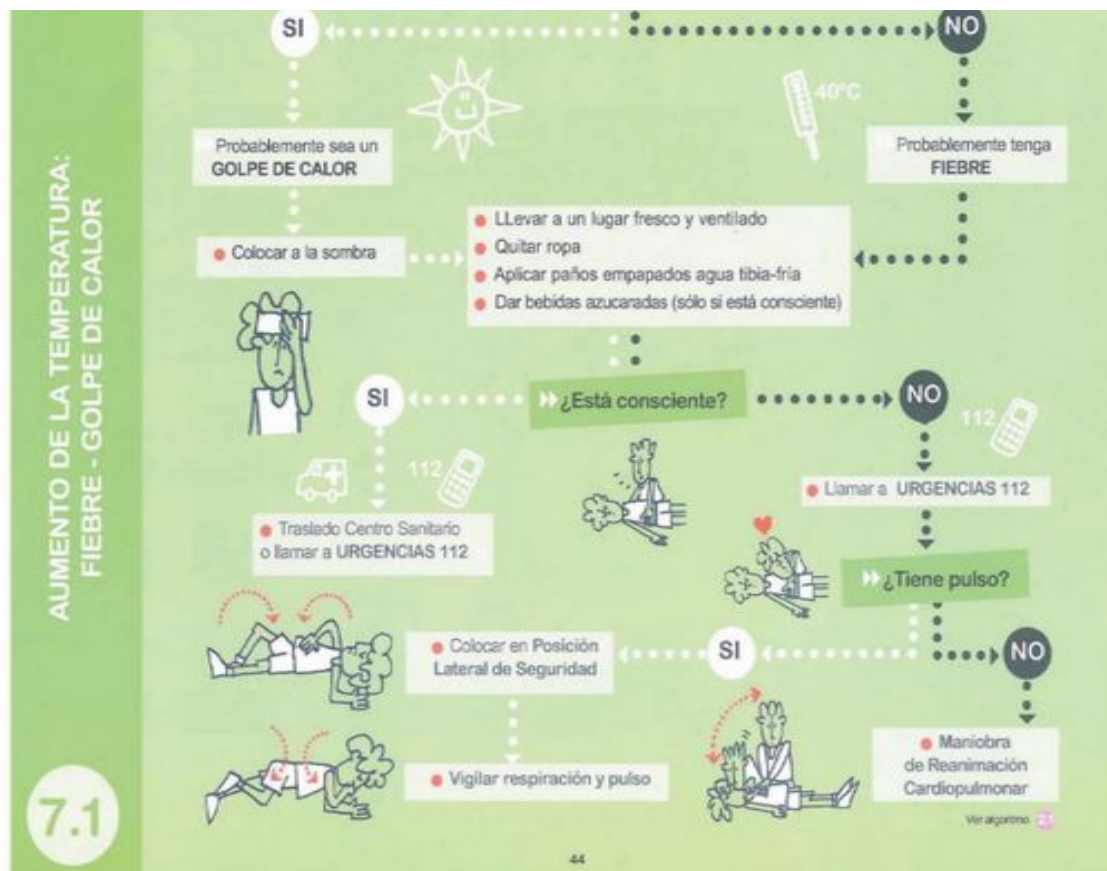 AUMENTO DE LA TEMPERATURA:
FIEBRE - GOLPE DE CALOR
7.1
SI
NO
40ºC
Probablemente sea un
GOLPE DE CALOR
Probablemente tenga
FIEBRE
Colocar a la sombra
LLevar a un lugar fresco y ventilado
Quitar ropa
Aplicar paños empapados agua tibia-fría
Dar bebidas azucaradas (sólo si está consciente)
¿Está consciente?
SI
NO
112
112
Traslado Centro Sanitario
o llamar a URGENCIAS 112
Llamar a URGENCIAS 112
¿Tiene pulso?
SI
NO
Colocar en Posición
Lateral de Seguridad
Vigilar respiración y pulso
Maniobra
de Reanimación
Cardiopulmonar
Ver algoritmo
44